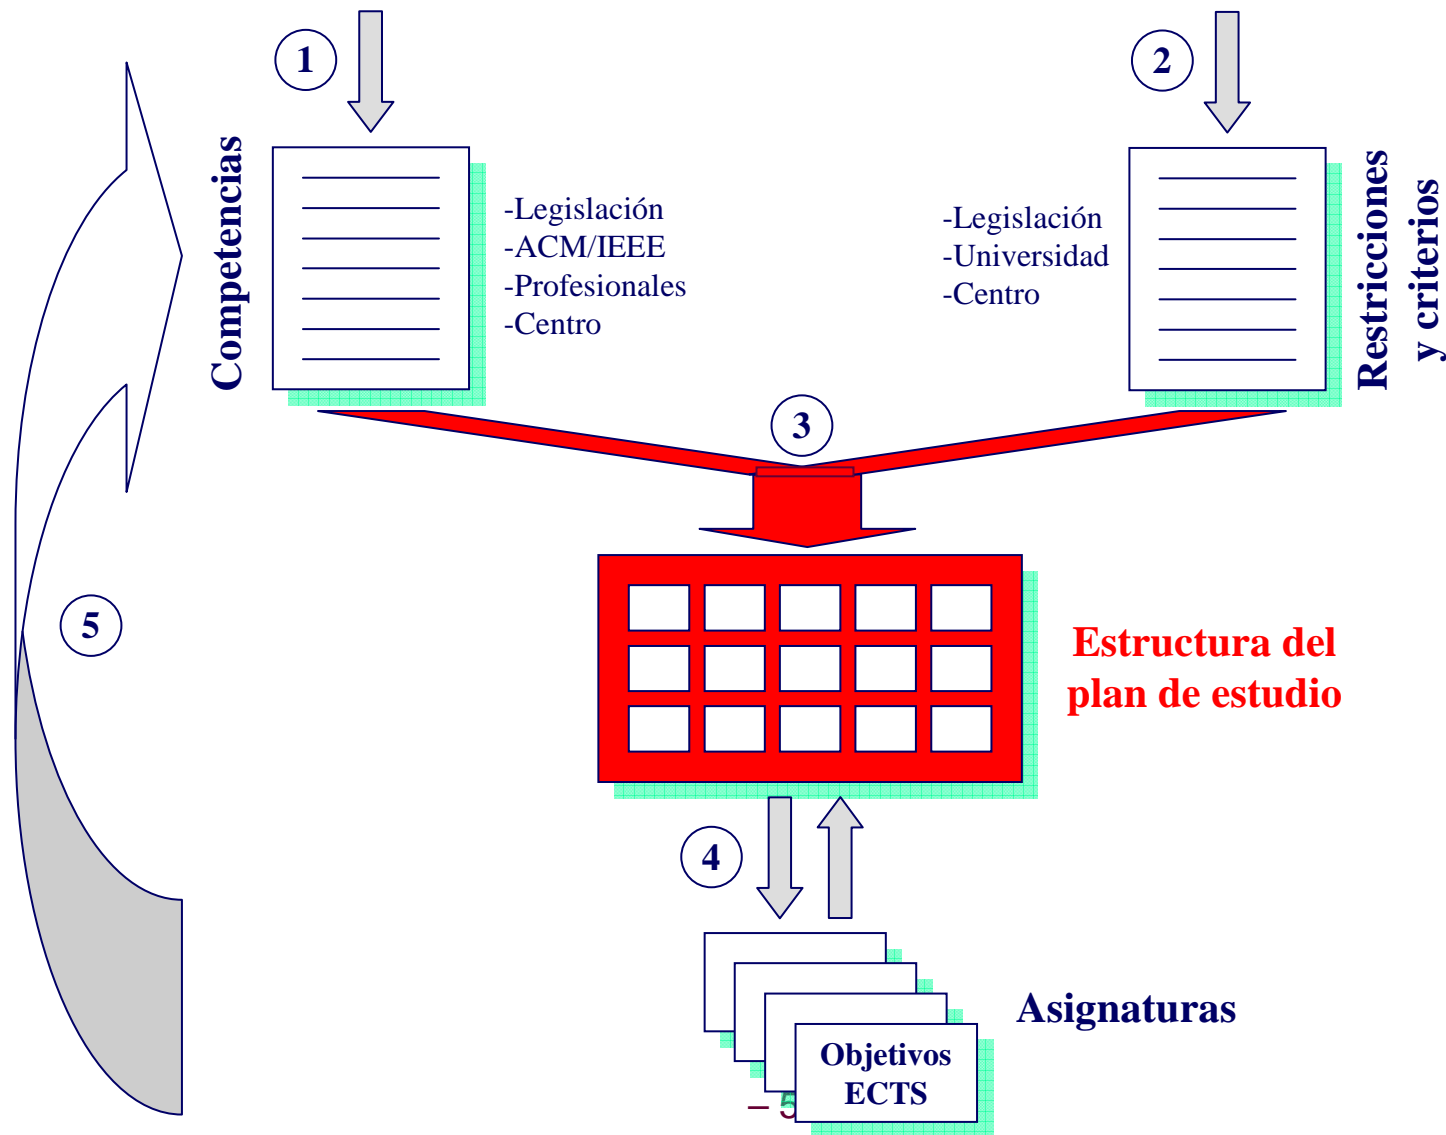 1
2
Competencias
-Legislación
-ACM/IEEE
-Profesionales
-Centro
-Legislación
-Universidad
-Centro
Restricciones
y criterios
3
5
Estructura del
plan de estudio
4
Asignaturas
Objetivos
ECTS
– 5